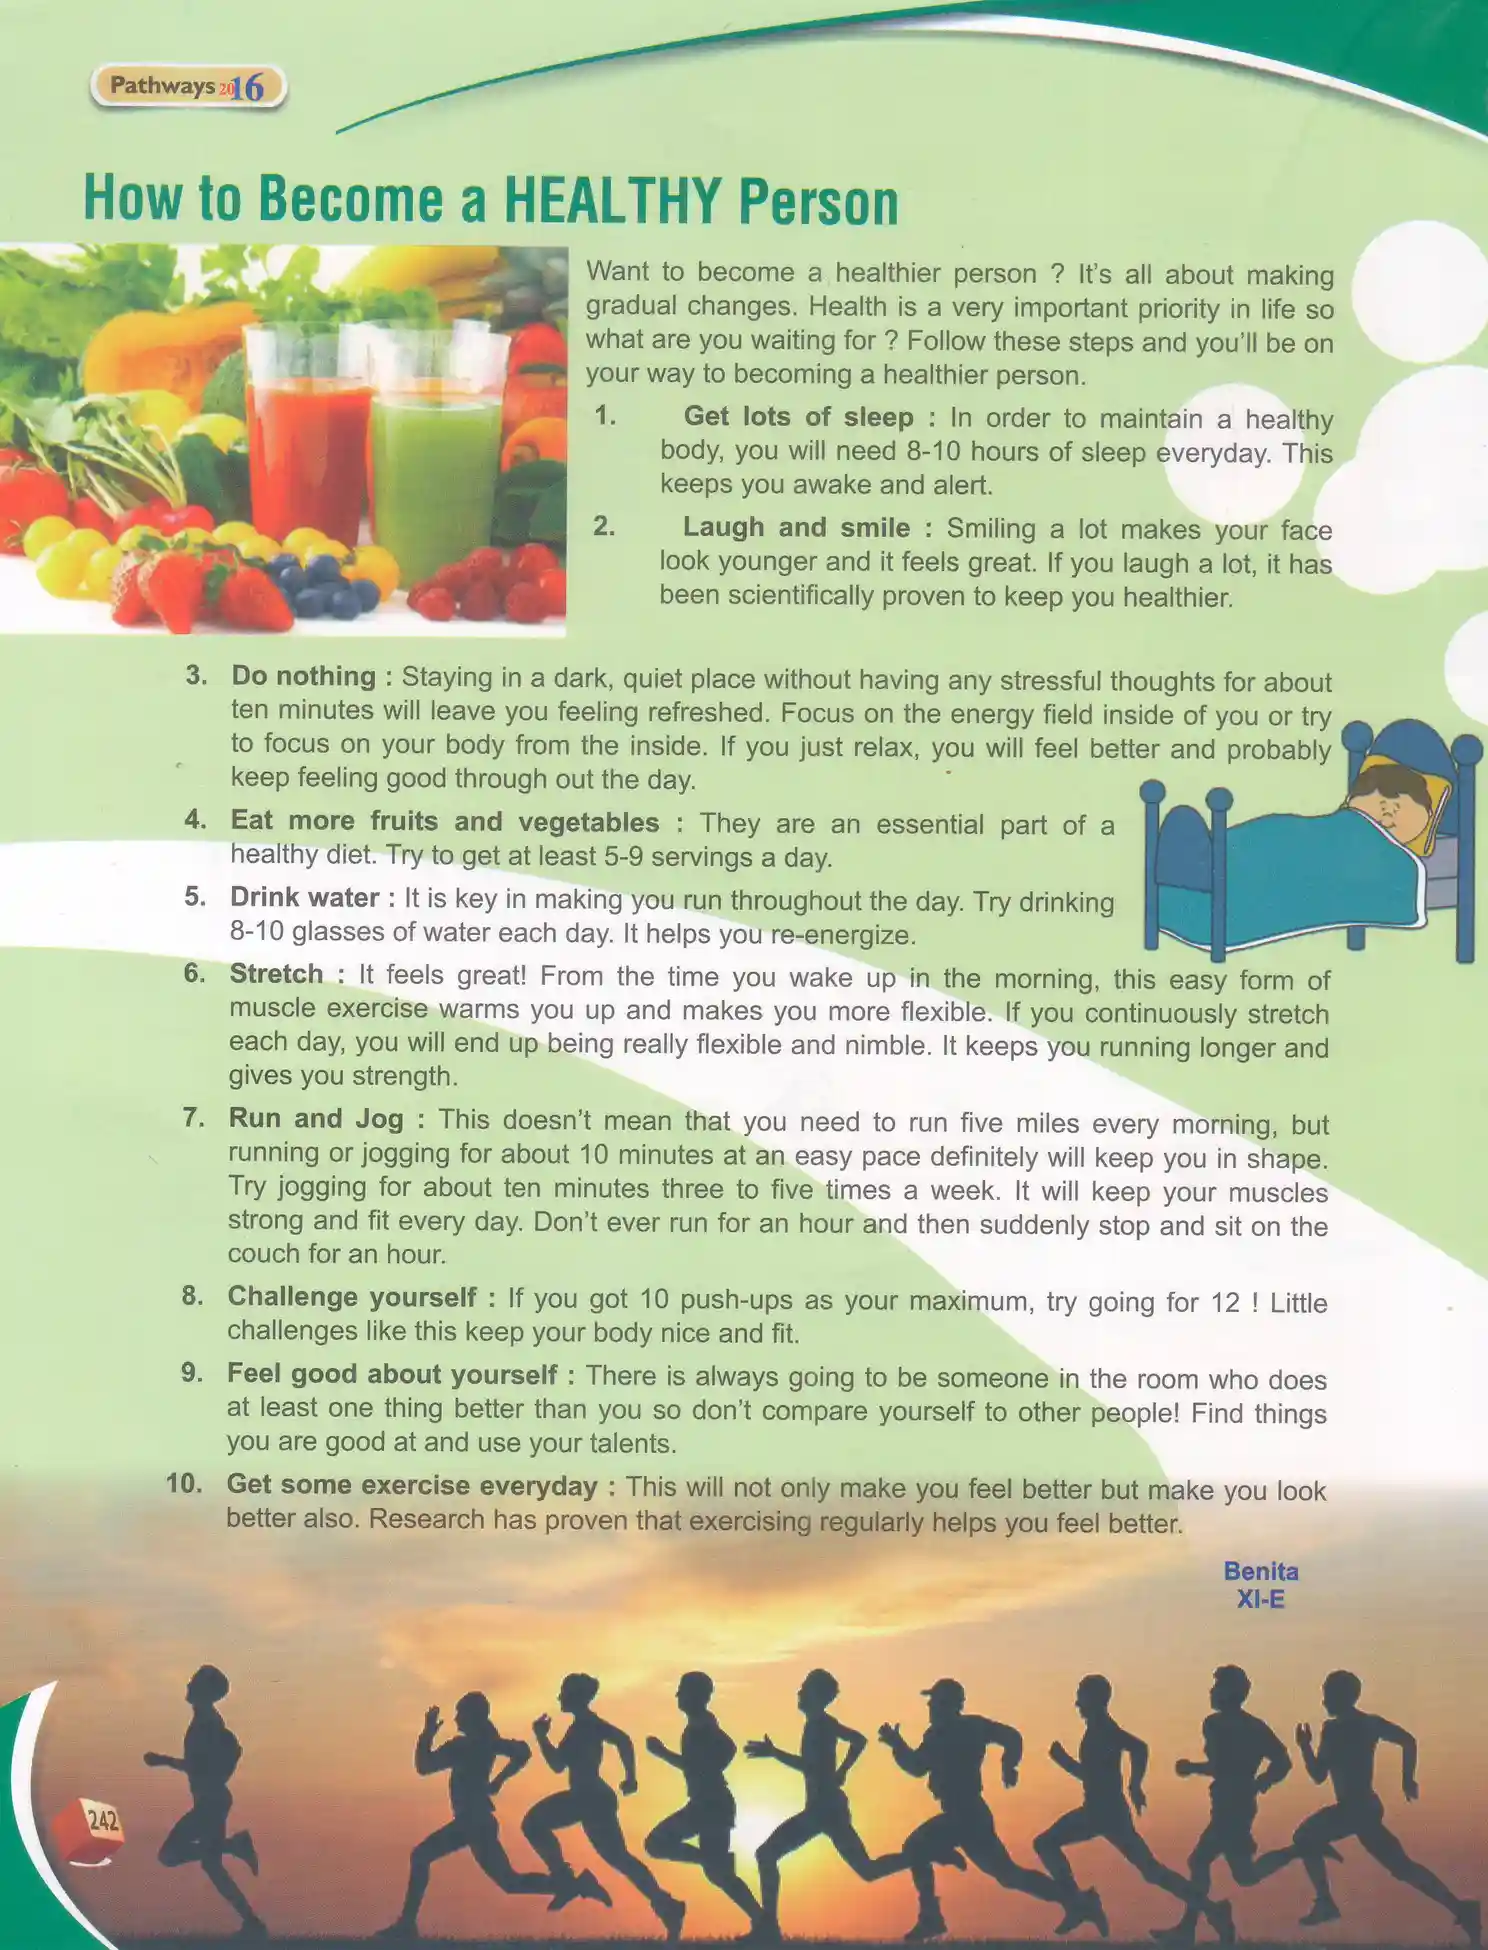 Pathways 2016
How to Become a HEALTHY Person
Want to become a healthier person ? It's all about making
gradual changes. Health is a very important priority in life so
what are you waiting for ? Follow these steps and you'll be on
your way to becoming a healthier person.
1. Get lots of sleep : In order to maintain a healthy
body, you will need 8-10 hours of sleep everyday. This
keeps you awake and alert.
2. Laugh and smile : Smiling a lot makes your face
look younger and it feels great. If you laugh a lot, it has
been scientifically proven to keep you healthier.
3. Do nothing : Staying in a dark, quiet place without having any stressful thoughts for about
ten minutes will leave you feeling refreshed. Focus on the energy field inside of you or try
to focus on your body from the inside. If you just relax, you will feel better and probably
keep feeling good through out the day.
4. Eat more fruits and vegetables : They are an essential part of a
healthy diet. Try to get at least 5-9 servings a day.
5. Drink water : It is key in making you run throughout the day. Try drinking
8-10 glasses of water each day. It helps you re-energize.
6. Stretch : It feels great! From the time you wake up in the morning, this easy form of
muscle exercise warms you up and makes you more flexible. If you continuously stretch
each day, you will end up being really flexible and nimble. It keeps you running longer and
gives you strength.
7. Run and Jog : This doesn't mean that you need to run five miles every morning, but
running or jogging for about 10 minutes at an easy pace definitely will keep you in shape.
Try jogging for about ten minutes three to five times a week. It will keep your muscles
strong and fit every day. Don't ever run for an hour and then suddenly stop and sit on the
couch for an hour.
8. Challenge yourself : If you got 10 push-ups as your maximum, try going for 12 ! Little
challenges like this keep your body nice and fit.
9. Feel good about yourself : There is always going to be someone in the room who does
at least one thing better than you so don't compare yourself to other people! Find things
you are good at and use your talents.
10. Get some exercise everyday : This will not only make you feel better but make you look
better also. Research has proven that exercising regularly helps you feel better.
Benita
XI-E
242